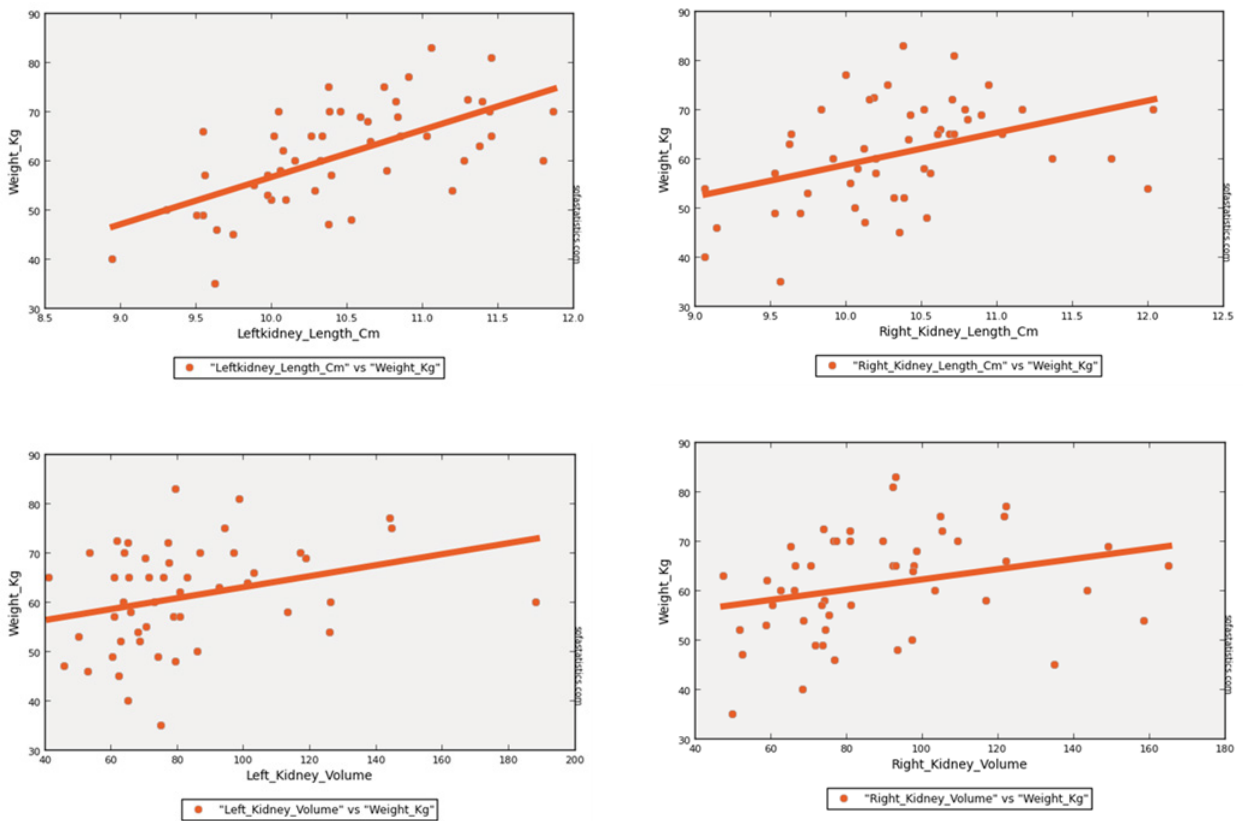 90
80
70
60
50
40
30
Weight_Kg
8.5 9.0 9.5 10.0 10.5 11.0 11.5 12.0
Leftkidney_Length_Cm
sofastatistics.com
"Leftkidney_Length_Cm" vs "Weight_Kg"
90
80
70
60
50
40
30
Weight_Kg
9.0 9.5 10.0 10.5 11.0 11.5 12.0 12.5
Right_Kidney_Length_Cm
sofastatistics.com
"Right_Kidney_Length_Cm" vs "Weight_Kg"
90
80
70
60
50
40
30
Weight_Kg
40 60 80 100 120 140 160 180 200
Left_Kidney_Volume
sofastatistics.com
"Left_Kidney_Volume" vs "Weight_Kg"
90
80
70
60
50
40
30
Weight_Kg
40 60 80 100 120 140 160 180
Right_Kidney_Volume
sofastatistics.com
"Right_Kidney_Volume" vs "Weight_Kg"